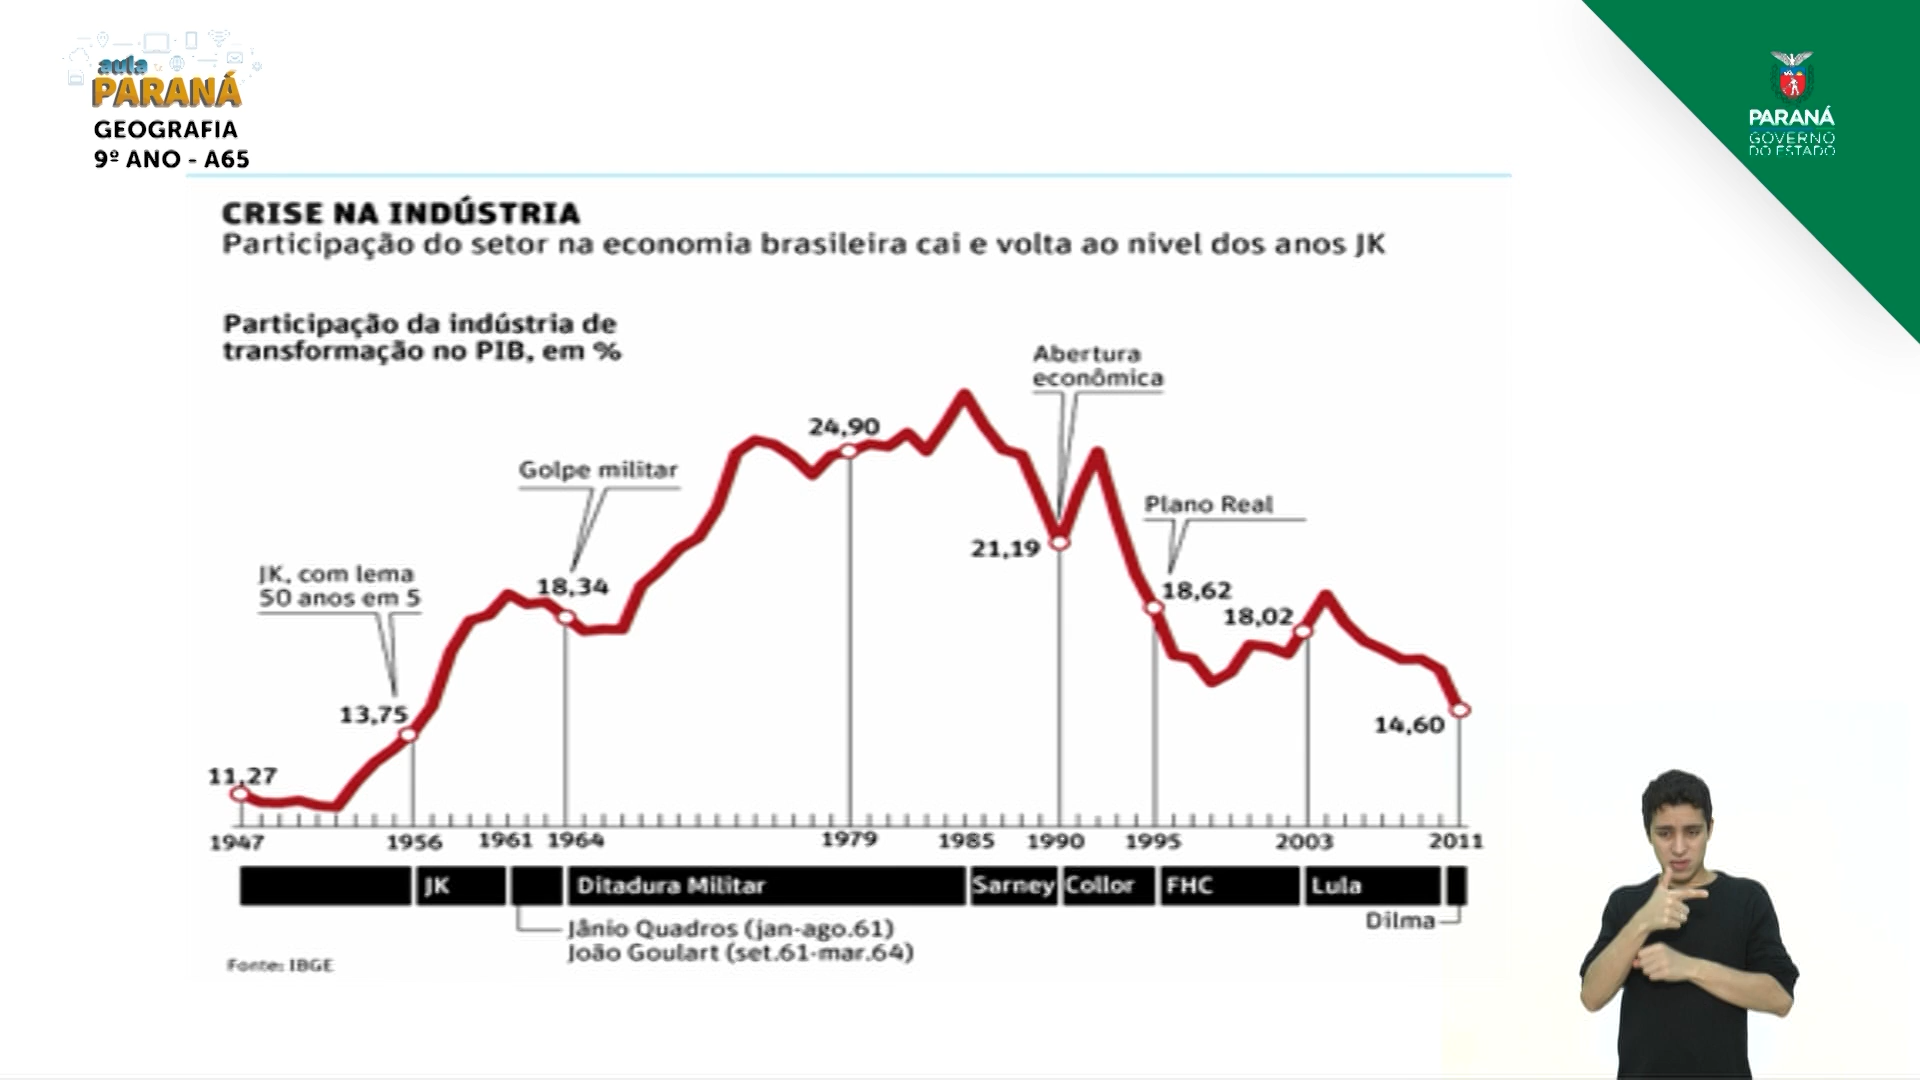 aula
PARANÁ
GEOGRAFIA
9º ANO - A65
PARANÁ
GOVERNO
DO ESTADO
CRISE NA INDÚSTRIA
Participação do setor na economia brasileira cai e volta ao nível dos anos JK
Participação da indústria de
transformação no PIB, em %
Abertura
econômica
24,90
Golpe militar
Plano Real
21,19
JK, com lema
50 anos em 5
18,34
18,62
18,02
13,75
14,60
11,27
1947 1956 1961 1964 1979 1985 1990 1995 2003 2011
JK Ditadura Militar Sarney Collor FHC Lula
Dilma
Jânio Quadros (jan-ago.61)
João Goulart (set.61-mar.64)
Fonte: IBGE